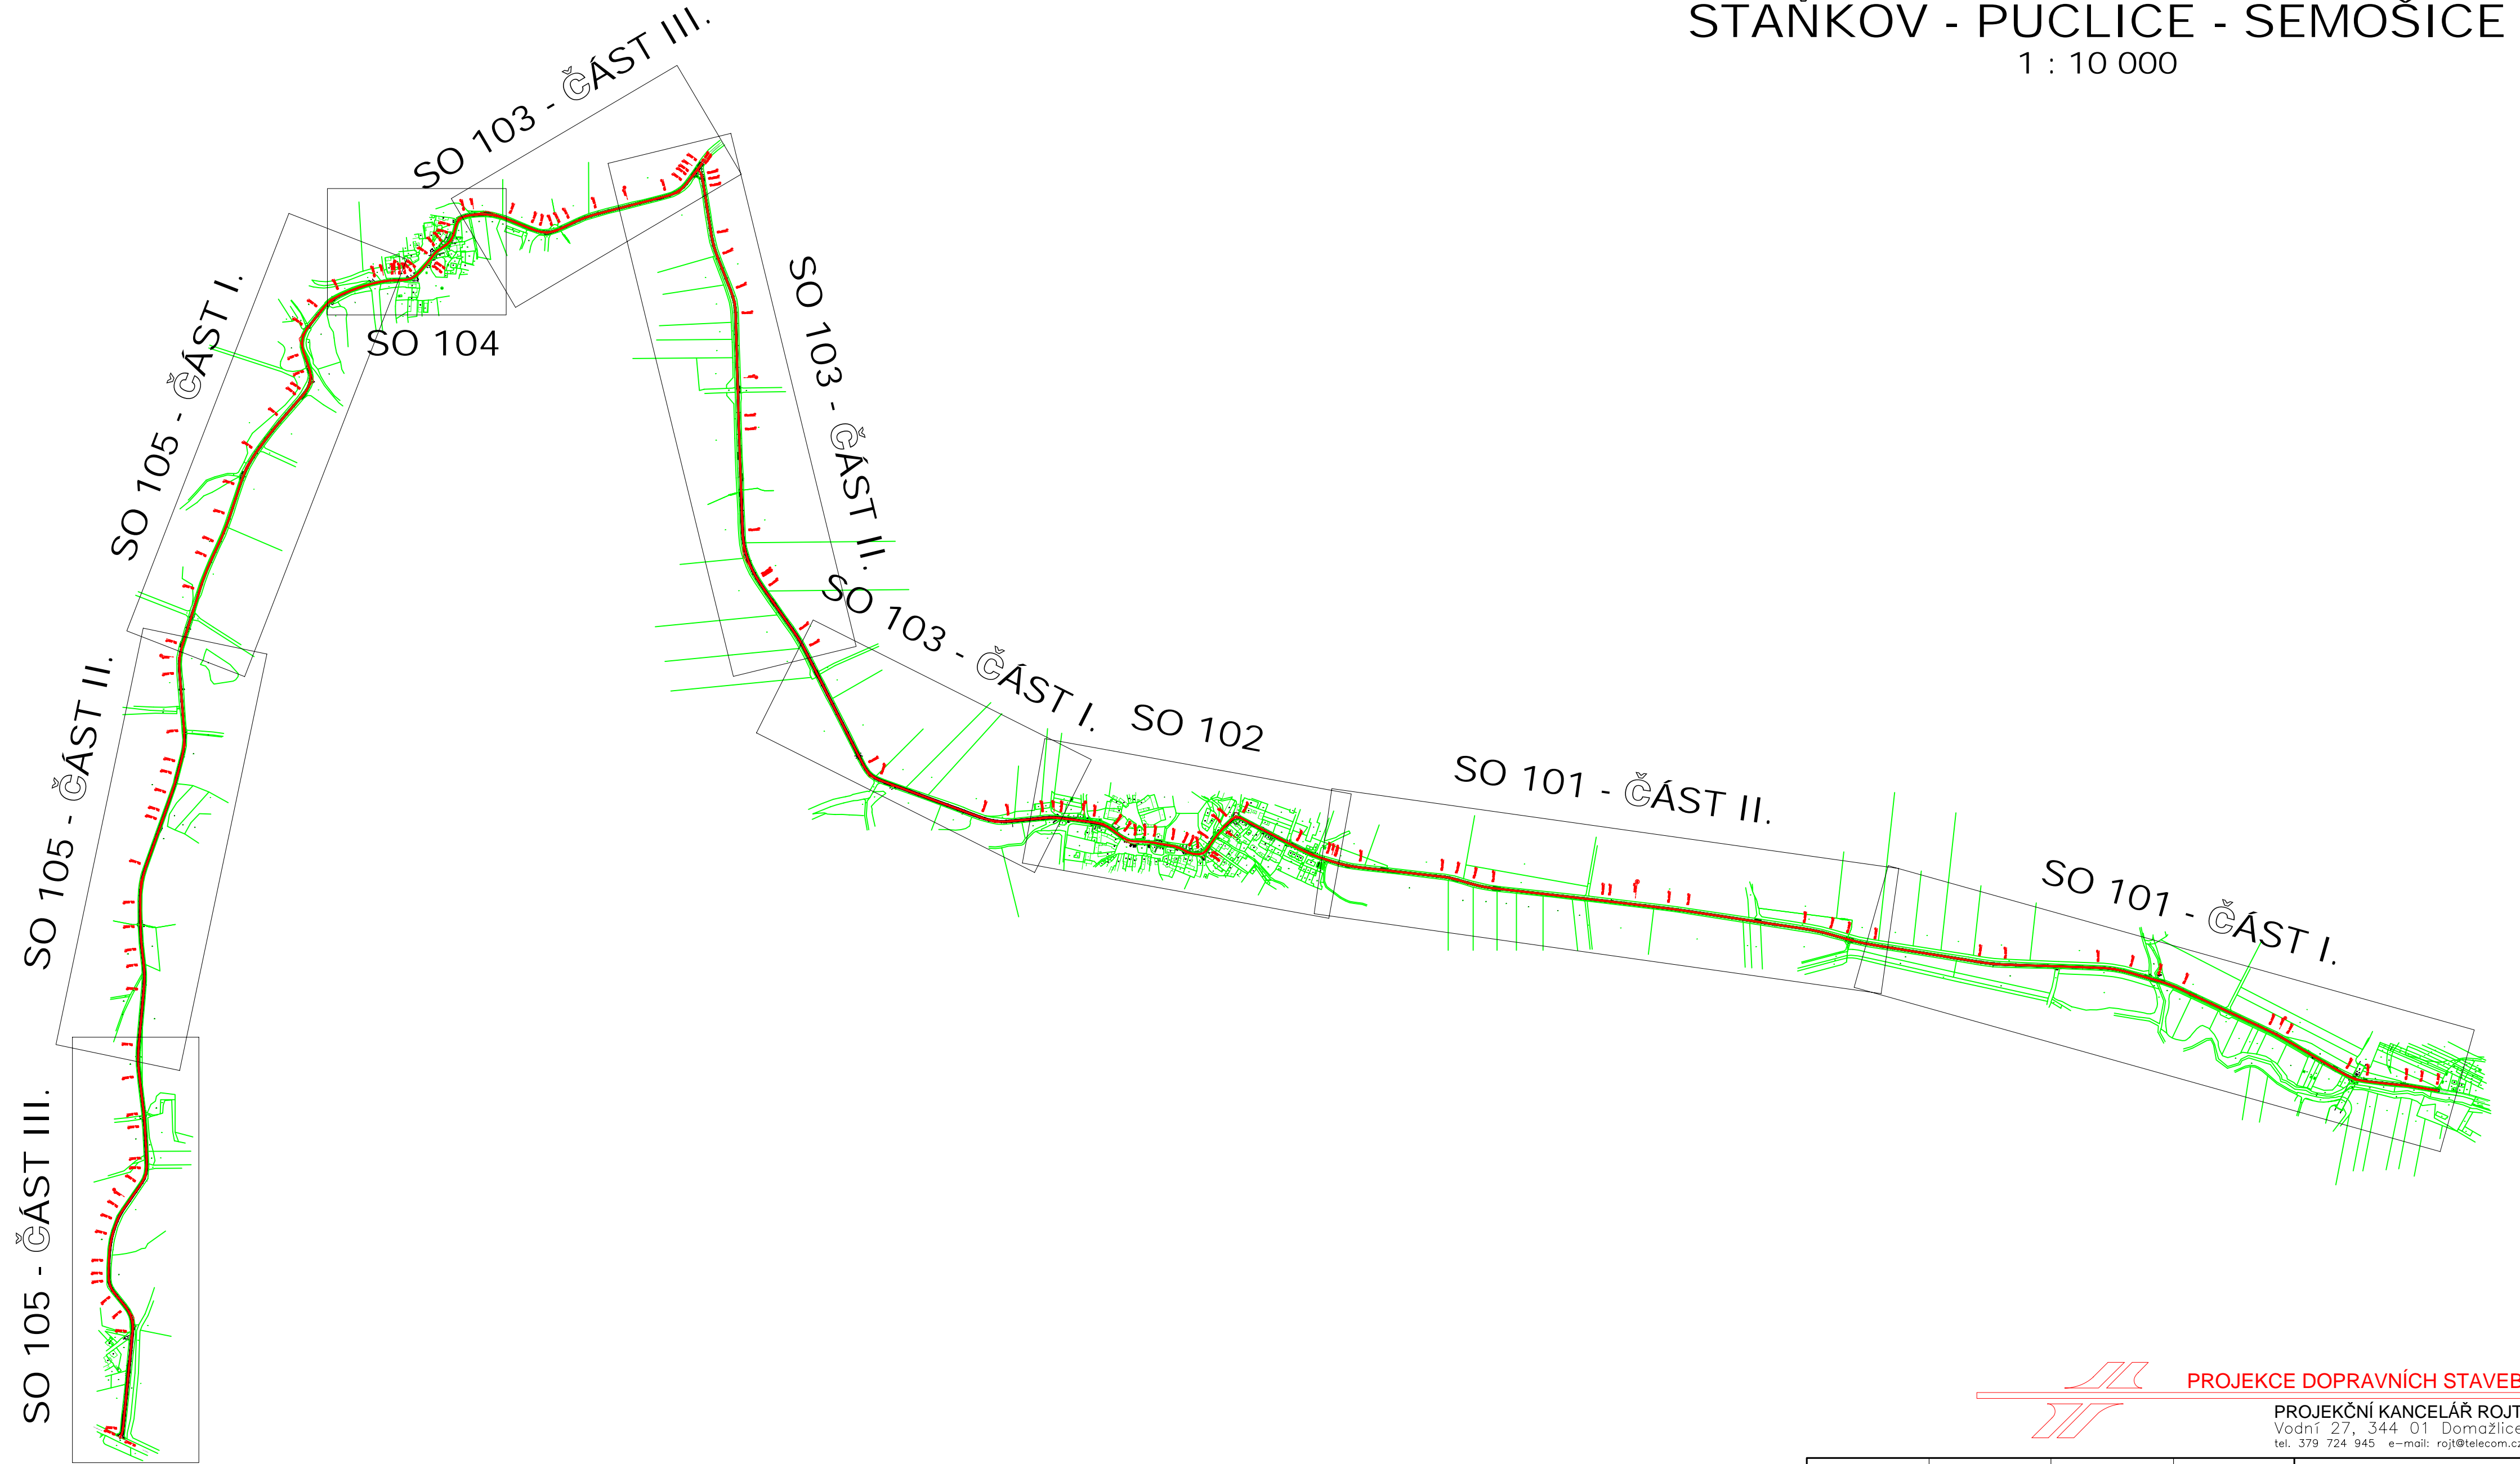 STAŇKOV - PUCLICE - SEMOŠICE
1 : 10 000
SO 103 - ČÁST III.
SO 104
SO 105 - ČÁST I.
SO 103 - ČÁST II.
SO 103 - ČÁST I.
SO 102
SO 101 - ČÁST II.
SO 101 - ČÁST I.
SO 105 - ČÁST II.
SO 105 - ČÁST III.
PROJEKCE DOPRAVNÍCH STAVEB
PROJEKČNÍ KANCELÁŘ ROJT
Vodní 27, 344 01 Domažlice
tel. 379 724 945 e-mail: rojt@telecom.cz